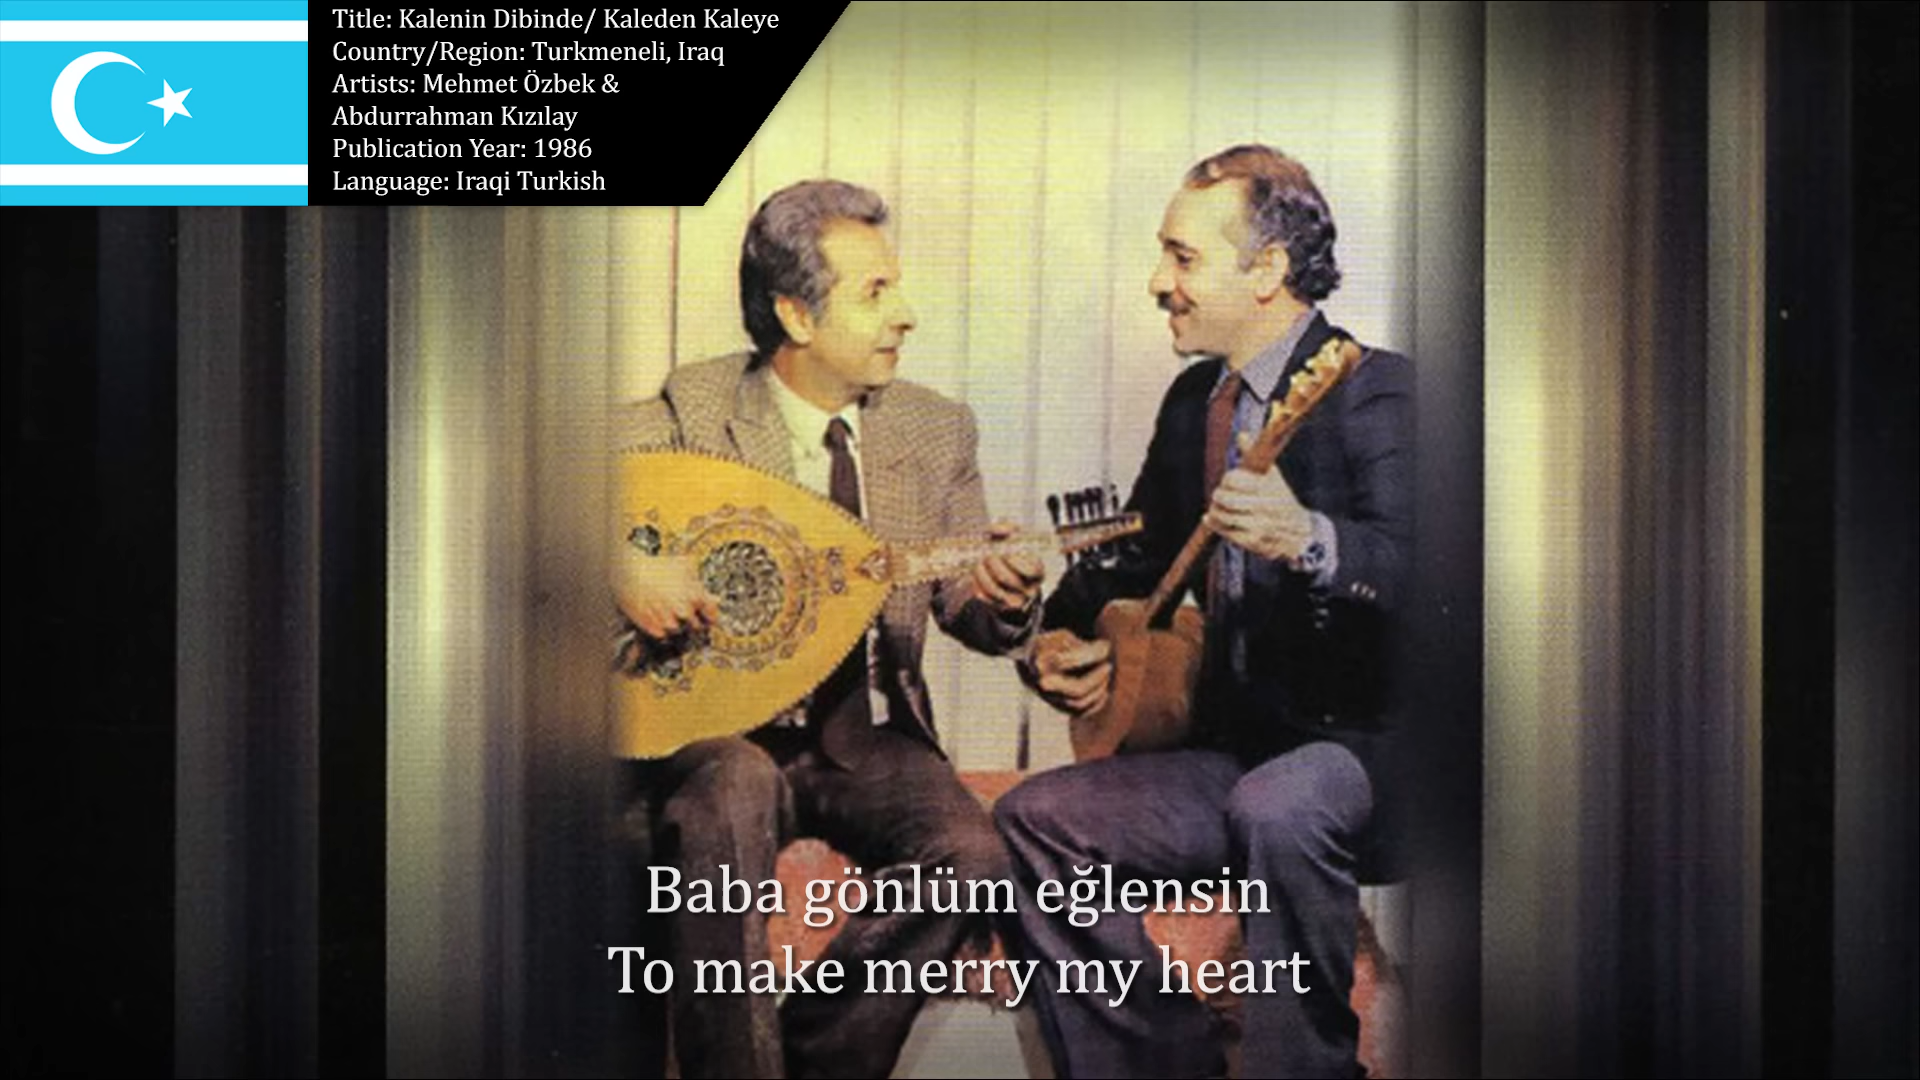 Title: Kalenin Dibinde/ Kaleden Kaleye
Country/Region: Turkmeneli, Iraq
Artists: Mehmet Özbek &
Abdurrahman Kızılay
Publication Year: 1986
Language: Iraqi Turkish
Baba gönlüm eğlensin
To make merry my heart